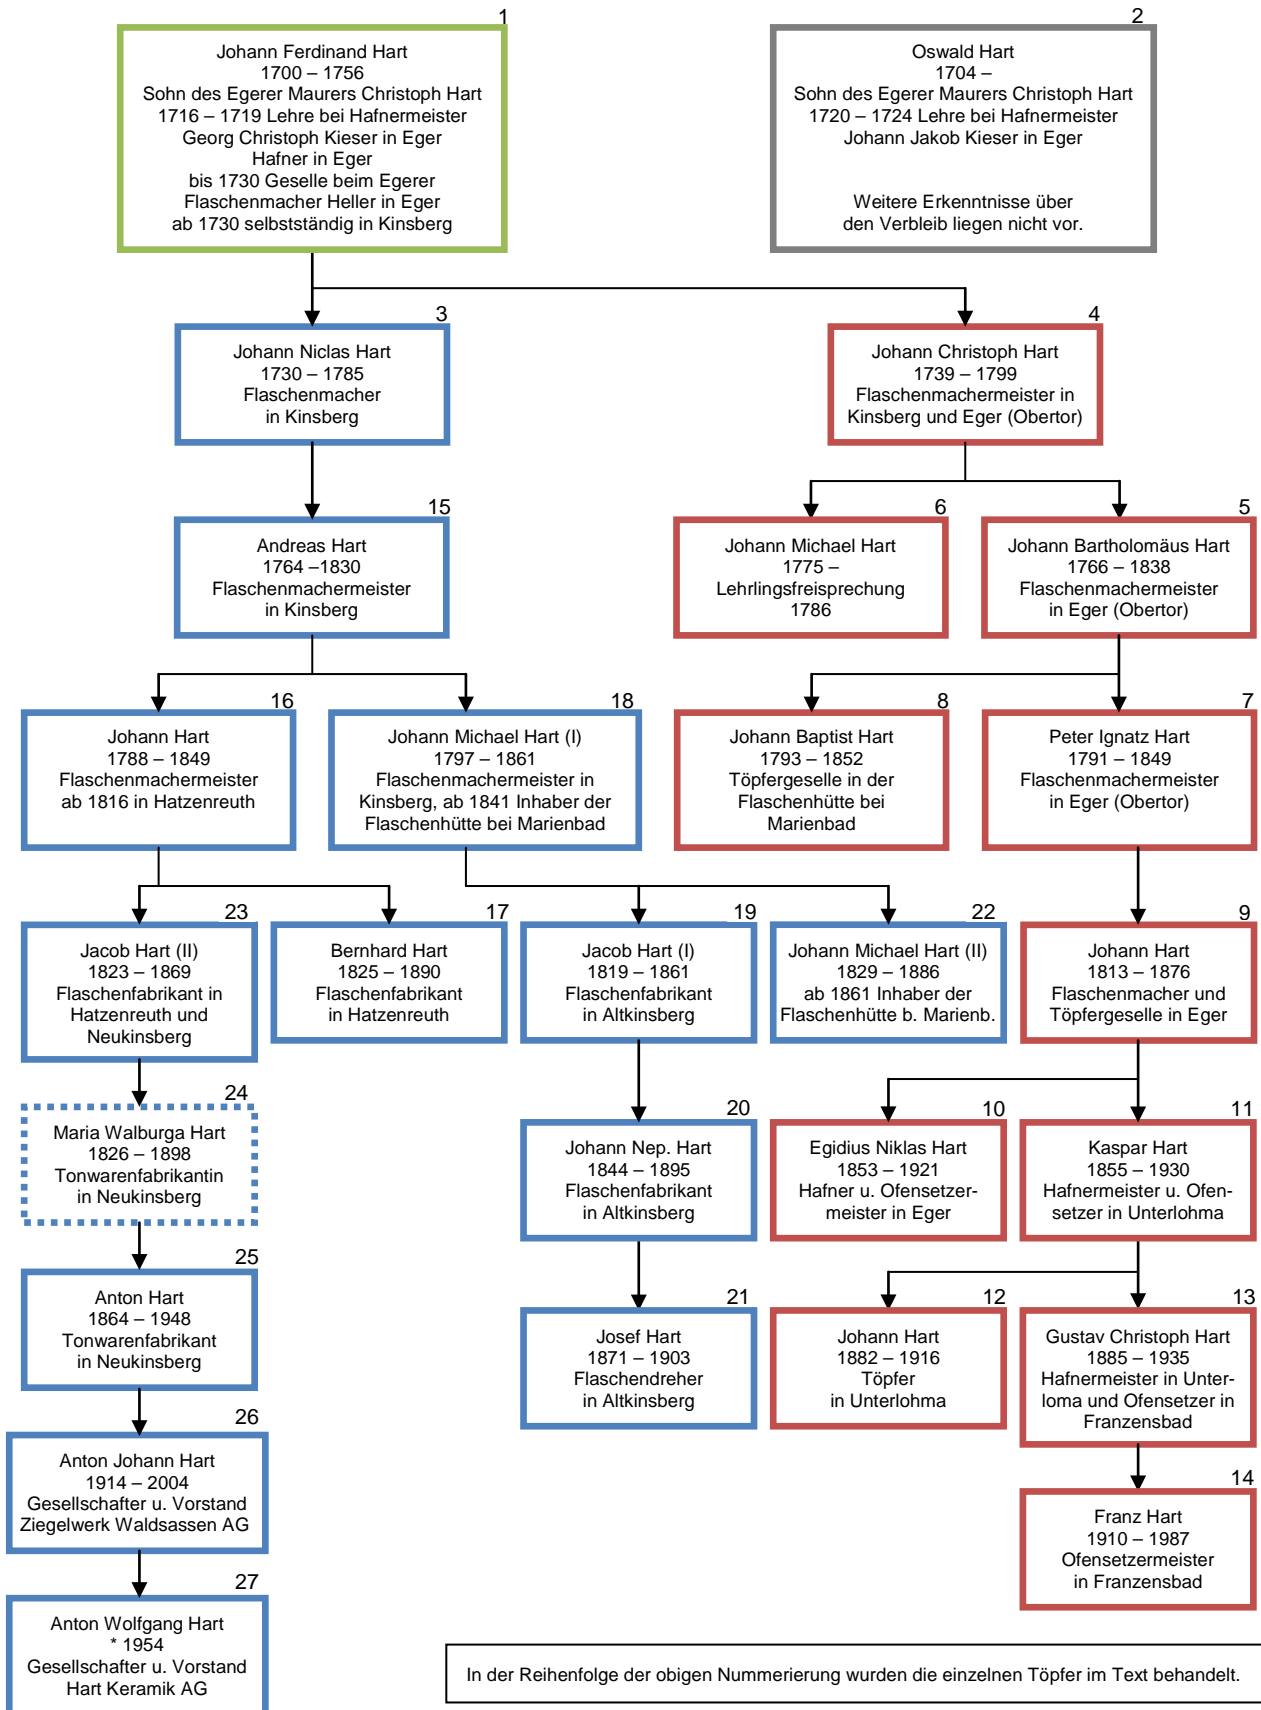 1
Johann Ferdinand Hart
1700 – 1756
Sohn des Egerer Maurers Christoph Hart
1716 – 1719 Lehre bei Hafnermeister
Georg Christoph Kieser in Eger
Hafner in Eger
bis 1730 Geselle beim Egerer
Flaschenmacher Heller in Eger
ab 1730 selbstständig in Kinsberg
2
Oswald Hart
1704 –
Sohn des Egerer Maurers Christoph Hart
1720 – 1724 Lehre bei Hafnermeister
Johann Jakob Kieser in Eger
Weitere Erkenntnisse über
den Verbleib liegen nicht vor.
3
Johann Niclas Hart
1730 – 1785
Flaschenmacher
in Kinsberg
4
Johann Christoph Hart
1739 – 1799
Flaschenmachermeister in
Kinsberg und Eger (Obertor)
15
Andreas Hart
1764 –1830
Flaschenmachermeister
in Kinsberg
6
Johann Michael Hart
1775 –
Lehrlingsfreisprechung
1786
5
Johann Bartholomäus Hart
1766 – 1838
Flaschenmachermeister
in Eger (Obertor)
16
Johann Hart
1788 – 1849
Flaschenmachermeister
ab 1816 in Hatzenreuth
18
Johann Michael Hart (I)
1797 – 1861
Flaschenmachermeister in
Kinsberg, ab 1841 Inhaber der
Flaschenhütte bei Marienbad
8
Johann Baptist Hart
1793 – 1852
Töpfergeselle in der
Flaschenhütte bei
Marienbad
7
Peter Ignatz Hart
1791 – 1849
Flaschenmachermeister
in Eger (Obertor)
23
Jacob Hart (II)
1823 – 1869
Flaschenfabrikant in
Hatzenreuth und
Neukinsberg
17
Bernhard Hart
1825 – 1890
Flaschenfabrikant
in Hatzenreuth
19
Jacob Hart (I)
1819 – 1861
Flaschenfabrikant
in Altkinsberg
22
Johann Michael Hart (II)
1829 – 1886
ab 1861 Inhaber der
Flaschenhütte b. Marienb.
9
Johann Hart
1813 – 1876
Flaschenmacher und
Töpfergeselle in Eger
24
Maria Walburga Hart
1826 – 1898
Tonwarenfabrikantin
in Neukinsberg
20
Johann Nep. Hart
1844 – 1895
Flaschenfabrikant
in Altkinsberg
10
Egidius Niklas Hart
1853 – 1921
Hafner u. Ofensetzer-
meister in Eger
11
Kaspar Hart
1855 – 1930
Hafnermeister u. Ofen-
setzer in Unterlohma
25
Anton Hart
1864 – 1948
Tonwarenfabrikant
in Neukinsberg
21
Josef Hart
1871 – 1903
Flaschendreher
in Altkinsberg
12
Johann Hart
1882 – 1916
Töpfer
in Unterlohma
13
Gustav Christoph Hart
1885 – 1935
Hafnermeister in Unter-
loma und Ofensetzer in
Franzensbad
26
Anton Johann Hart
1914 – 2004
Gesellschafter u. Vorstand
Ziegelwerk Waldsassen AG
14
Franz Hart
1910 – 1987
Ofensetzermeister
in Franzensbad
27
Anton Wolfgang Hart
* 1954
Gesellschafter u. Vorstand
Hart Keramik AG
In der Reihenfolge der obigen Nummerierung wurden die einzelnen Töpfer im Text behandelt.